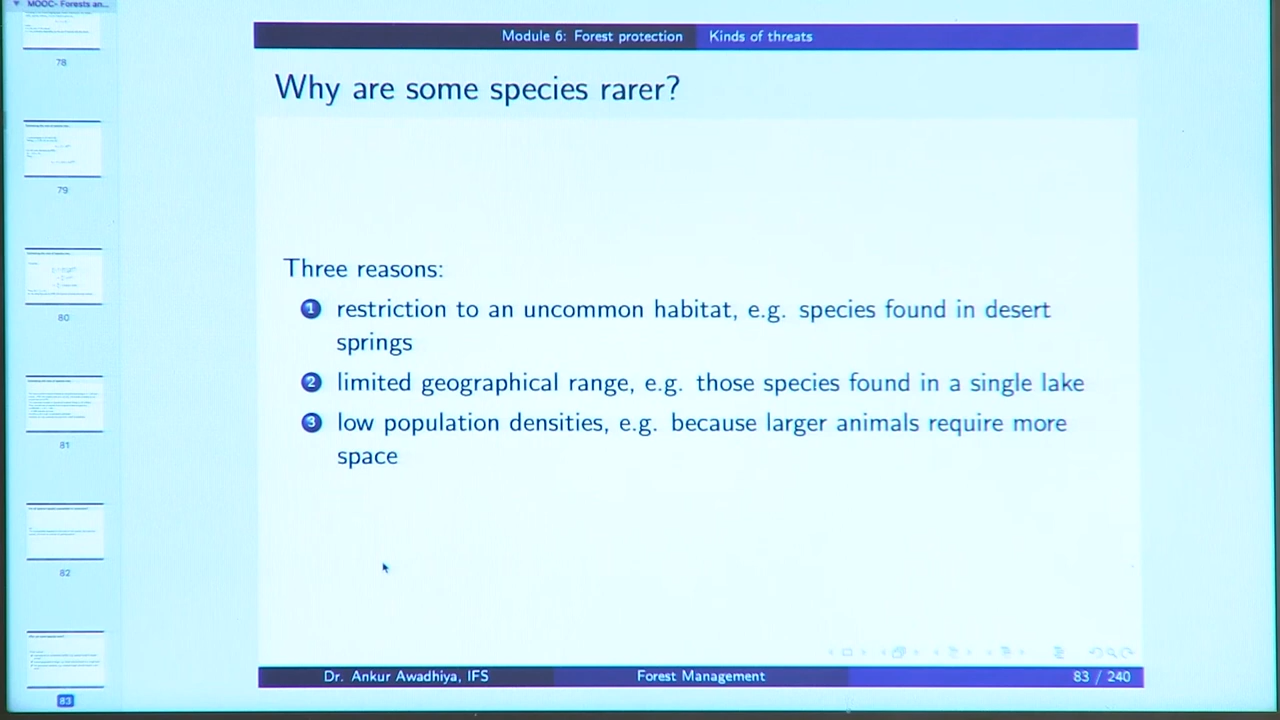 MOOC- Forests an...
78
79
80
81
82
83
Module 6: Forest protection Kinds of threats
Why are some species rarer?
Three reasons:
1 restriction to an uncommon habitat, e.g. species found in desert
springs
2 limited geographical range, e.g. those species found in a single lake
3 low population densities, e.g. because larger animals require more
space
Dr. Ankur Awadhiya, IFS Forest Management 83 / 240